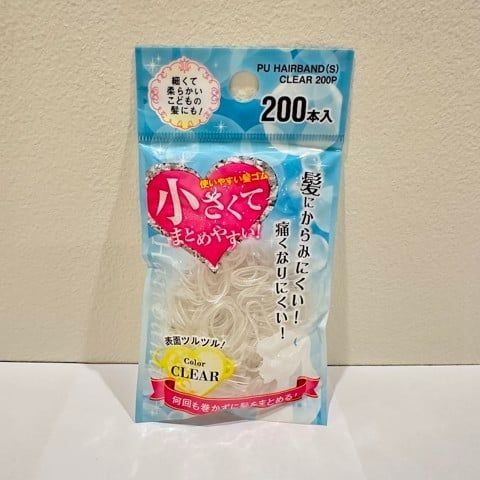 PU HAIRBAND(S)
CLEAR 200P
200本入
細くて
柔らかい
こどもの
髪にも!
使いやすい髪ゴム
小さくて
まとめやすい!
髪にからみにくい!
痛くなりにくい!
表面ツルツル!
Color
CLEAR
何回も巻かずに髪をまとめる!